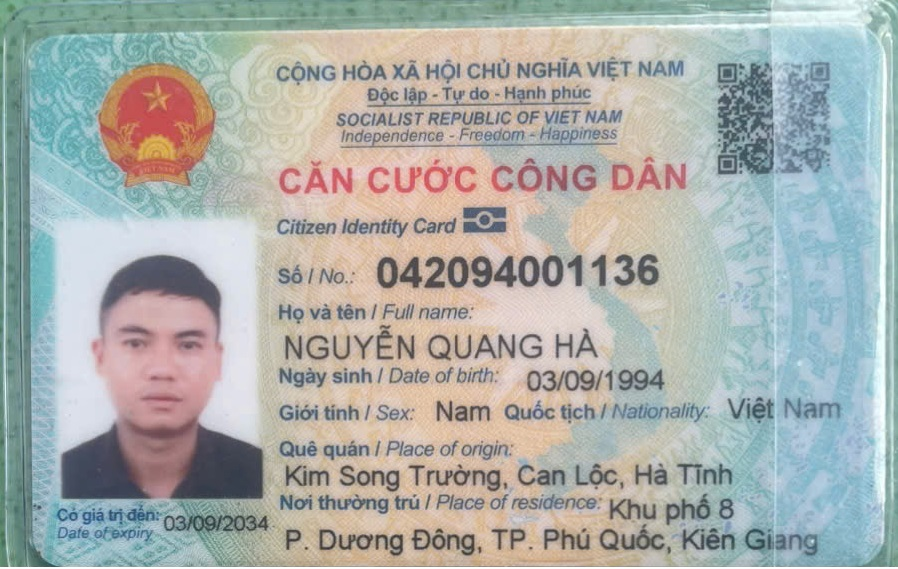 CỘNG HÒA XÃ HỘI CHỦ NGHĨA VIỆT NAM
Độc lập - Tự do - Hạnh phúc
SOCIALIST REPUBLIC OF VIET NAM
Independence - Freedom - Happiness
CĂN CƯỚC CÔNG DÂN
Citizen Identity Card
Số / No.: 042094001136
Họ và tên / Full name:
NGUYỄN QUANG HÀ
Ngày sinh / Date of birth: 03/09/1994
Giới tính / Sex: Nam Quốc tịch / Nationality: Việt Nam
Quê quán / Place of origin:
Kim Song Trường, Can Lộc, Hà Tĩnh
Nơi thường trú / Place of residence: Khu phố 8
P. Dương Đông, TP. Phú Quốc, Kiên Giang
Có giá trị đến: 03/09/2034
Date of expiry
VIỆT NAM